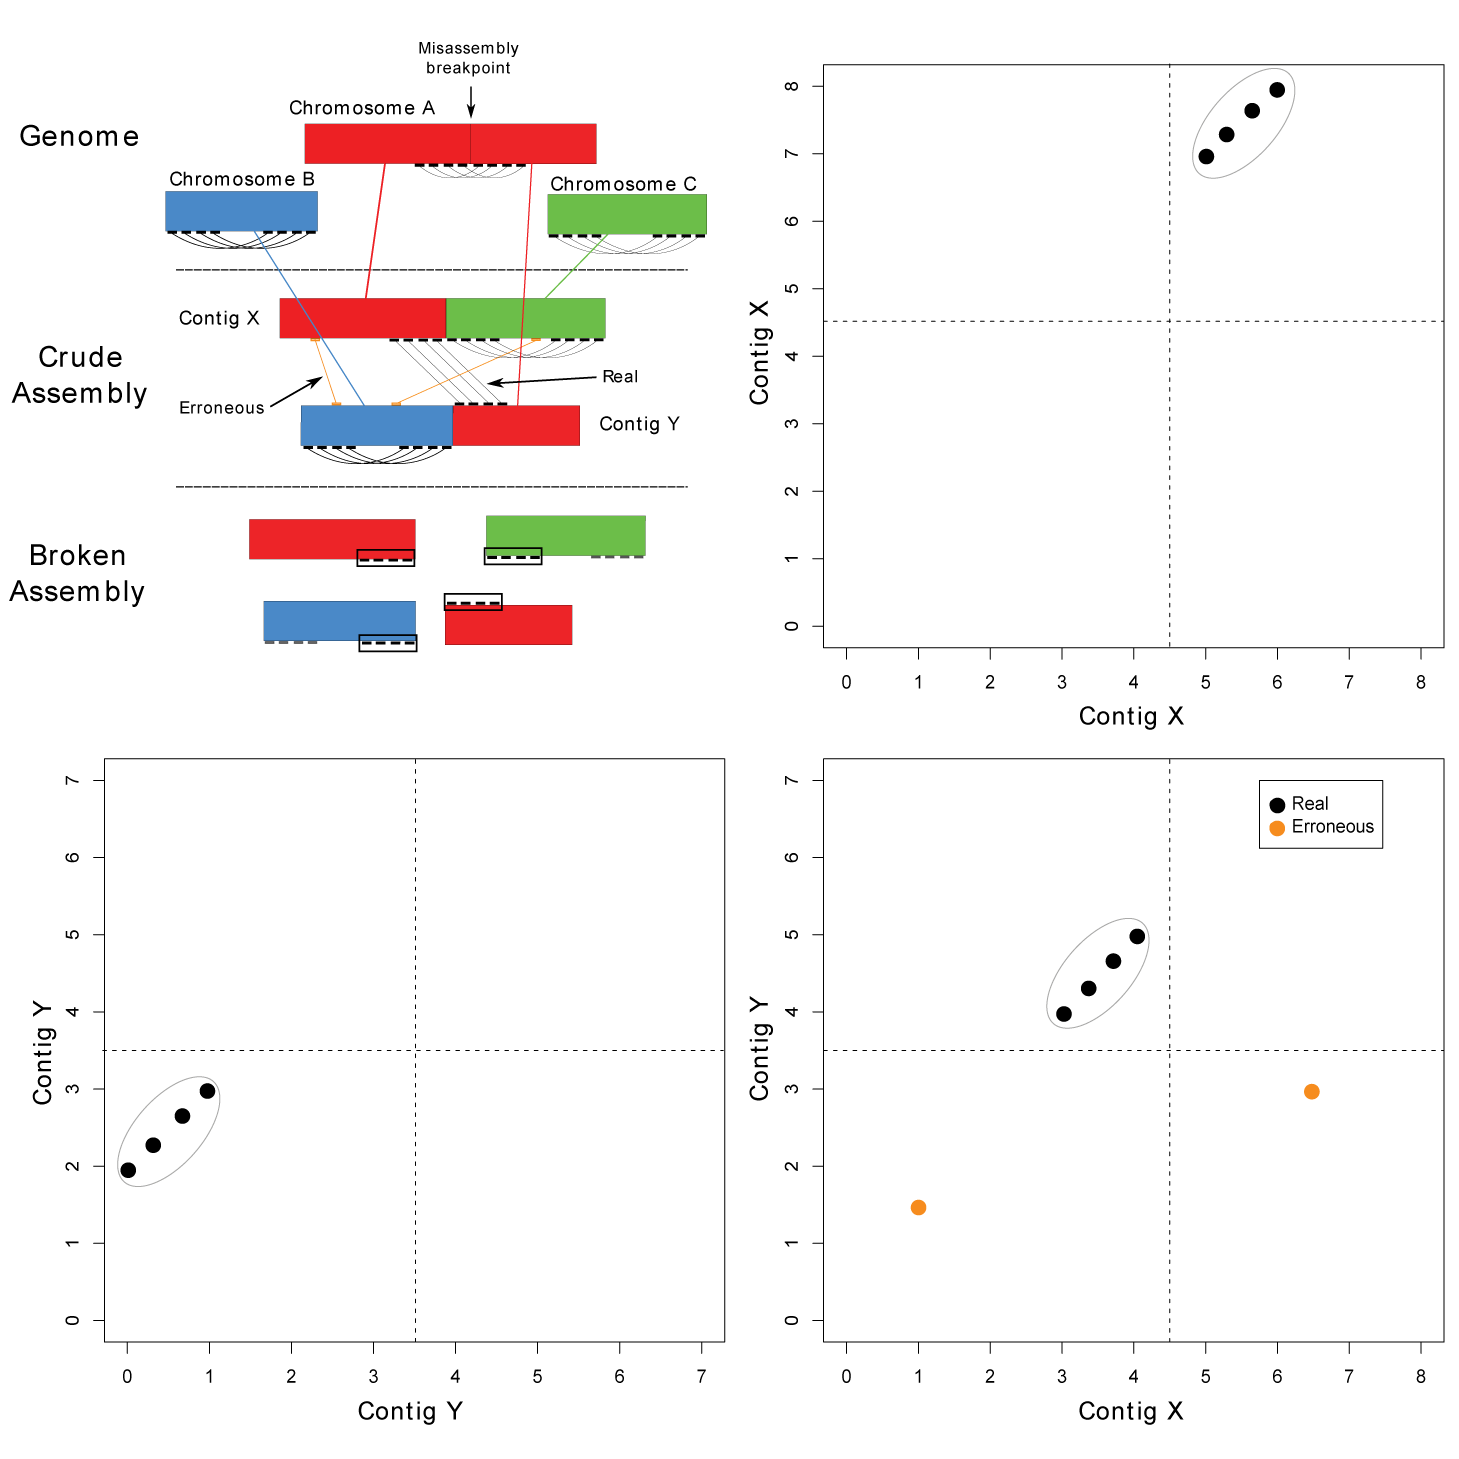 Misassembly
breakpoint
Chromosome A
Genome
Chromosome B
Chromosome C
Contig X
Crude
Assembly
Real
Erroneous
Contig Y
Broken
Assembly
8
7
6
5
4
3
2
1
0
Contig X
0 1 2 3 4 5 6 7 8
Contig X
7
6
5
4
3
2
1
0
Contig Y
0 1 2 3 4 5 6 7
Contig Y
Real
Erroneous
7
6
5
4
3
2
1
0
Contig Y
0 1 2 3 4 5 6 7 8
Contig X